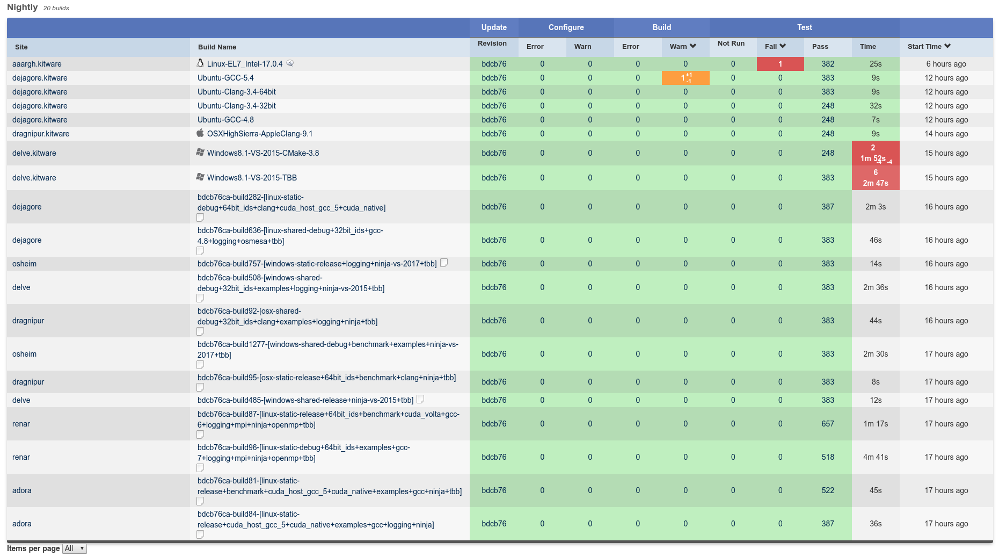 Nightly 20 builds
Update Configure Build Test
Site Build Name Revision Error Warn Error Warn Not Run Fail Pass Time Start Time
aaargh.kitware Linux-EL7_Intel-17.0.4 bdcb76 0 0 0 0 0 1 382 25s 6 hours ago
dejagore.kitware Ubuntu-GCC-5.4 bdcb76 0 0 0 1 +1 -1 0 0 383 9s 12 hours ago
dejagore.kitware Ubuntu-Clang-3.4-64bit bdcb76 0 0 0 0 0 0 383 9s 12 hours ago
dejagore.kitware Ubuntu-Clang-3.4-32bit bdcb76 0 0 0 0 0 0 248 32s 12 hours ago
dejagore.kitware Ubuntu-GCC-4.8 bdcb76 0 0 0 0 0 0 248 7s 12 hours ago
dragnipur.kitware OSXHighSierra-AppleClang-9.1 bdcb76 0 0 0 0 0 0 248 9s 14 hours ago
2
delve.kitware Windows8.1-VS-2015-CMake-3.8 bdcb76 0 0 0 0 0 0 248 15 hours ago
1m 52s -4 -4
6
delve.kitware Windows8.1-VS-2015-TBB bdcb76 0 0 0 0 0 0 383 15 hours ago
2m 47s
bdcb76ca-build282-[linux-static-
dejagore debug+64bit_ids+clang+cuda_host_gcc_5+cuda_native] bdcb76 0 0 0 0 0 0 387 2m 3s 16 hours ago
bdcb76ca-build636-[linux-shared-debug+32bit_ids+gcc-
dejagore 4.8+logging+osmesa+tbb] bdcb76 0 0 0 0 0 0 383 46s 16 hours ago
osheim bdcb76ca-build757-[windows-static-release+logging+ninja-vs-2017+tbb] bdcb76 0 0 0 0 0 0 383 14s 16 hours ago
bdcb76ca-build508-[windows-shared-
delve debug+32bit_ids+examples+logging+ninja-vs-2015+tbb] bdcb76 0 0 0 0 0 0 383 2m 36s 16 hours ago
bdcb76ca-build92-[osx-shared-
dragnipur debug+32bit_ids+clang+examples+logging+ninja+tbb] bdcb76 0 0 0 0 0 0 383 44s 16 hours ago
bdcb76ca-build1277-[windows-shared-debug+benchmark+examples+ninja-vs-
osheim 2017+tbb] bdcb76 0 0 0 0 0 0 383 2m 30s 17 hours ago
dragnipur bdcb76ca-build95-[osx-static-release+64bit_ids+benchmark+clang+ninja+tbb] bdcb76 0 0 0 0 0 0 383 8s 17 hours ago
delve bdcb76ca-build485-[windows-shared-release+ninja-vs-2015+tbb] bdcb76 0 0 0 0 0 0 383 12s 17 hours ago
bdcb76ca-build87-[linux-static-release+64bit_ids+benchmark+cuda_volta+gcc-
renar 6+logging+mpi+ninja+openmp+tbb] bdcb76 0 0 0 0 0 0 657 1m 17s 17 hours ago
bdcb76ca-build96-[linux-static-debug+64bit_ids+examples+gcc-
renar 7+logging+mpi+ninja+openmp+tbb] bdcb76 0 0 0 0 0 0 518 4m 41s 17 hours ago
bdcb76ca-build81-[linux-static-
adora release+benchmark+cuda_host_gcc_5+cuda_native+examples+gcc+ninja+tbb] bdcb76 0 0 0 0 0 0 522 45s 17 hours ago
bdcb76ca-build84-[linux-static-
adora release+cuda_host_gcc_5+cuda_native+examples+gcc+logging+ninja] bdcb76 0 0 0 0 0 0 387 36s 17 hours ago
Items per page All